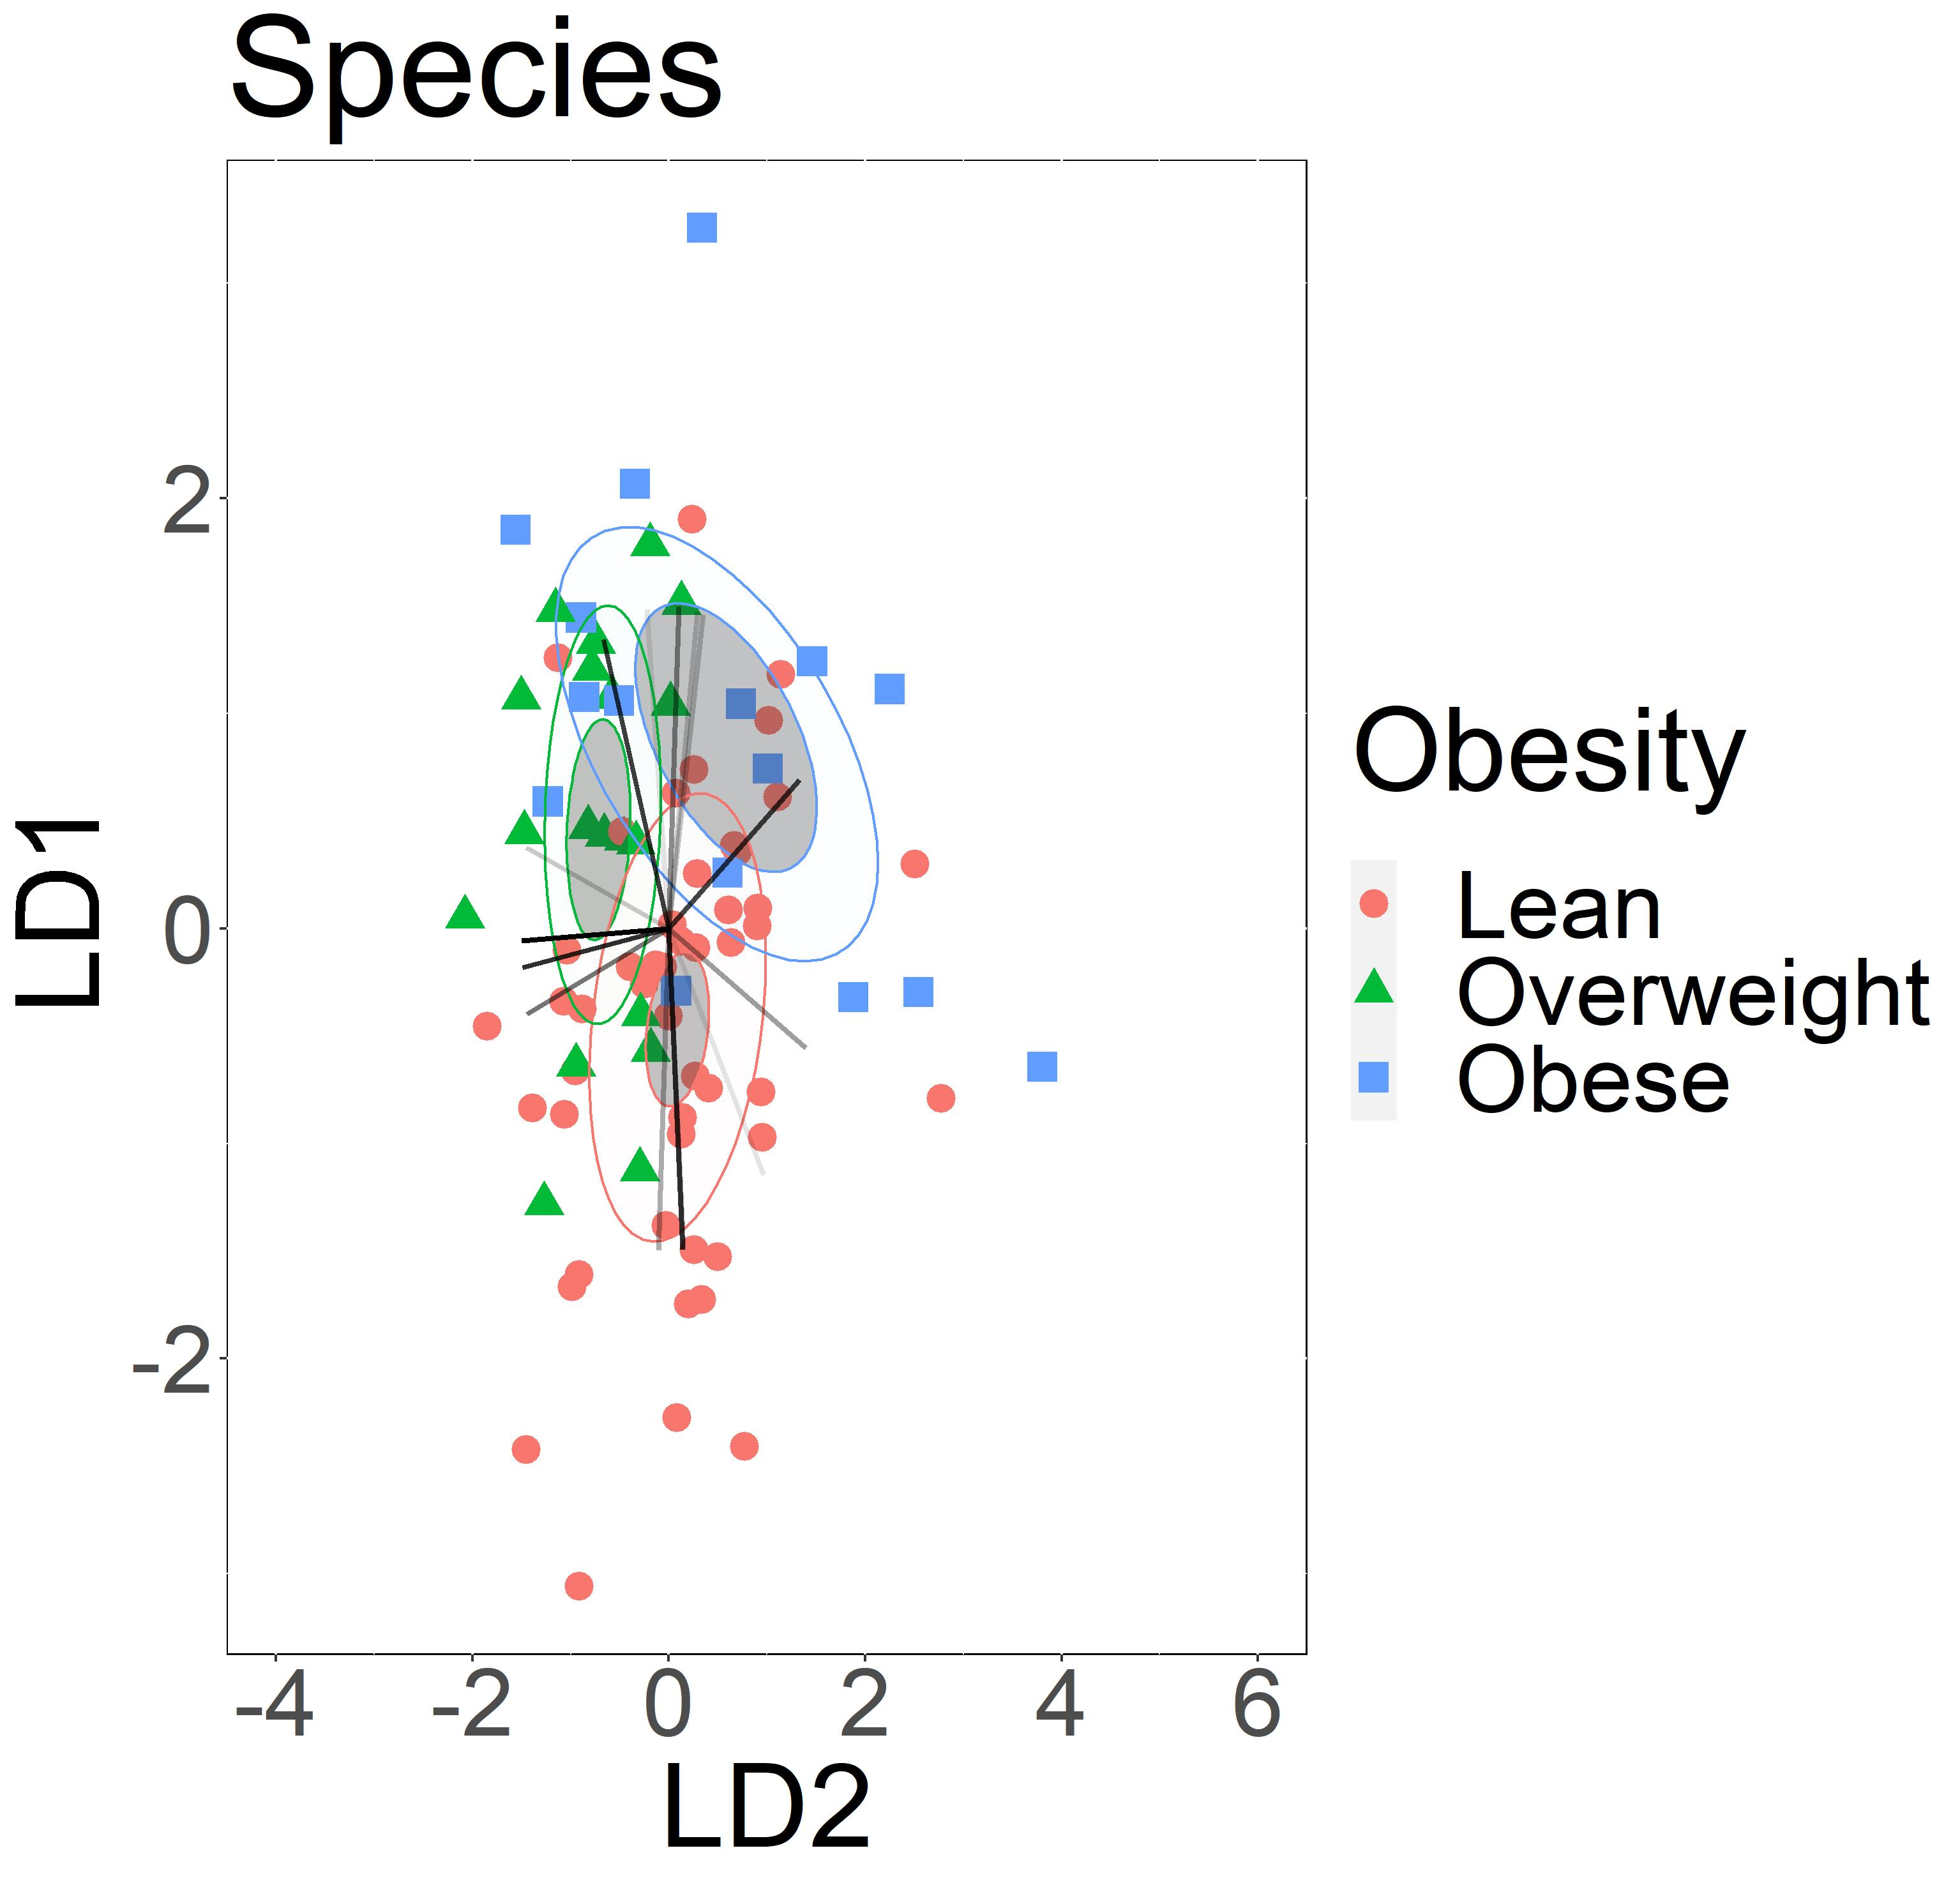 Species
LD1
2
0
-2
-4 -2 0 2 4 6
LD2
Obesity
Lean
Overweight
Obese